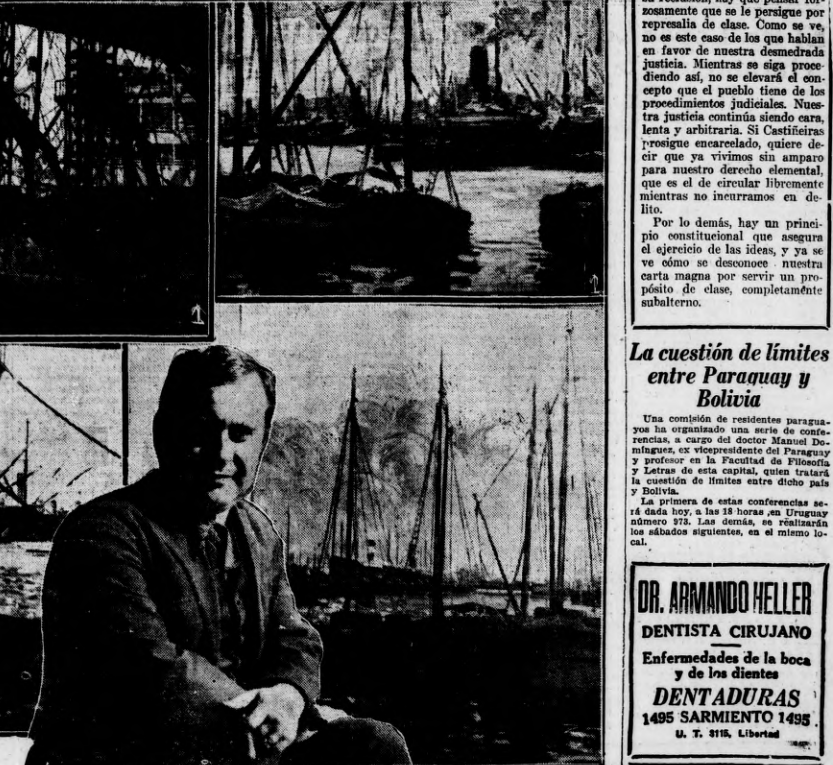 1
1
su reclusión, hay que pensar for-
zosamente que se le persigue por
represalia de clase. Como se ve,
no es este caso de los que hablan
en favor de nuestra desmedrada
justicia. Mientras se siga proce-
diendo así, no se elevará el con-
cepto que el pueblo tiene de los
procedimientos judiciales. Nues-
tra justicia continúa siendo cara,
lenta y arbitraria. Si Castiñeiras
prosigue encarcelado, quiere de-
cir que ya vivimos sin amparo
para nuestro derecho elemental,
que es el de circular libremente
mientras no incurramos en de-
lito.
Por lo demás, hay un princi-
pio constitucional que asegura
el ejercicio de las ideas, y ya se
ve cómo se desconoce nuestra
carta magna por servir un pro-
pósito de clase, completamente
subalterno.
La cuestión de límites
entre Paraguay y
Bolivia
Una comisión de residentes paragua-
yos ha organizado una serie de confe-
rencias, a cargo del doctor Manuel Do-
mínguez, ex vicepresidente del Paraguay
y profesor en la Facultad de Filosofía
y Letras de esta capital, quien tratará
la cuestión de límites entre dicho país
y Bolivia.
La primera de estas conferencias se-
rá dada hoy, a las 18 horas ,en Uruguay
número 973. Las demás, se realizarán
los sábados siguientes, en el mismo lo-
cal.
DR. ARMANDO HELLER
DENTISTA CIRUJANO
Enfermedades de la boca
y de los dientes
DENTADURAS
1495 SARMIENTO 1495
U. T. 3115, Libertad